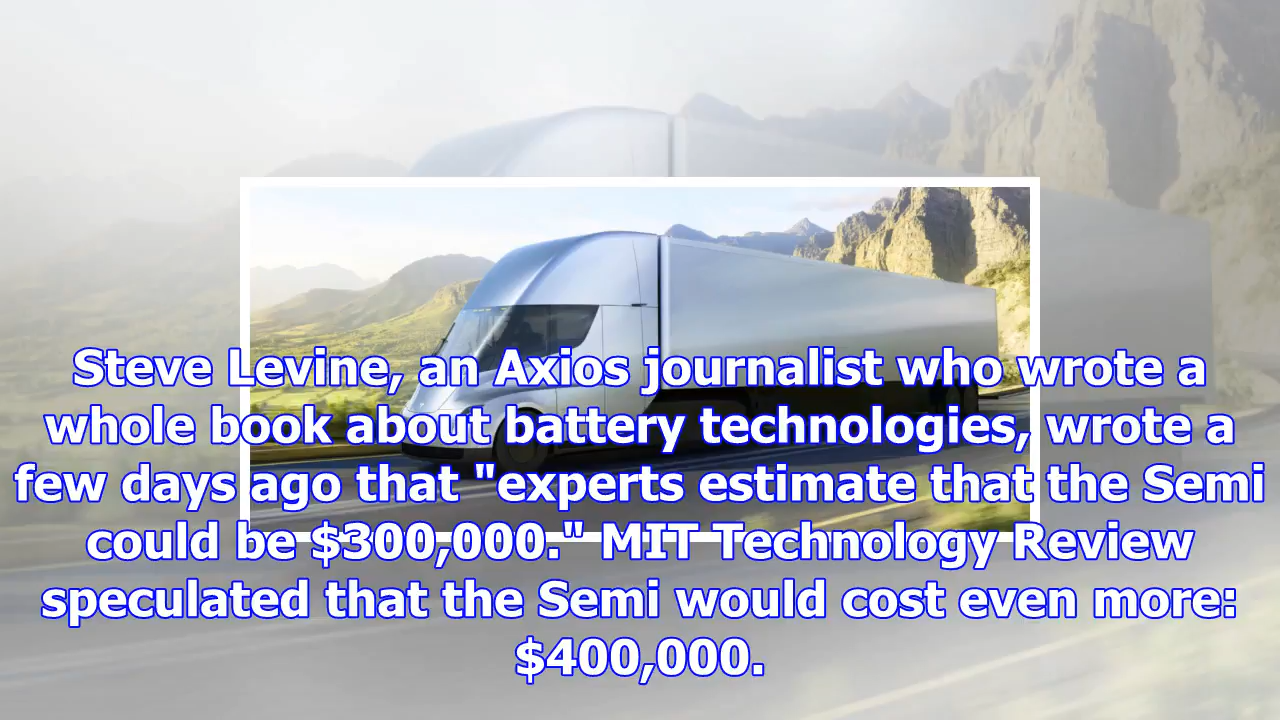 Steve Levine, an Axios journalist who wrote a
whole book about battery technologies, wrote a
few days ago that "experts estimate that the Semi
could be $300,000." MIT Technology Review
speculated that the Semi would cost even more:
$400,000.